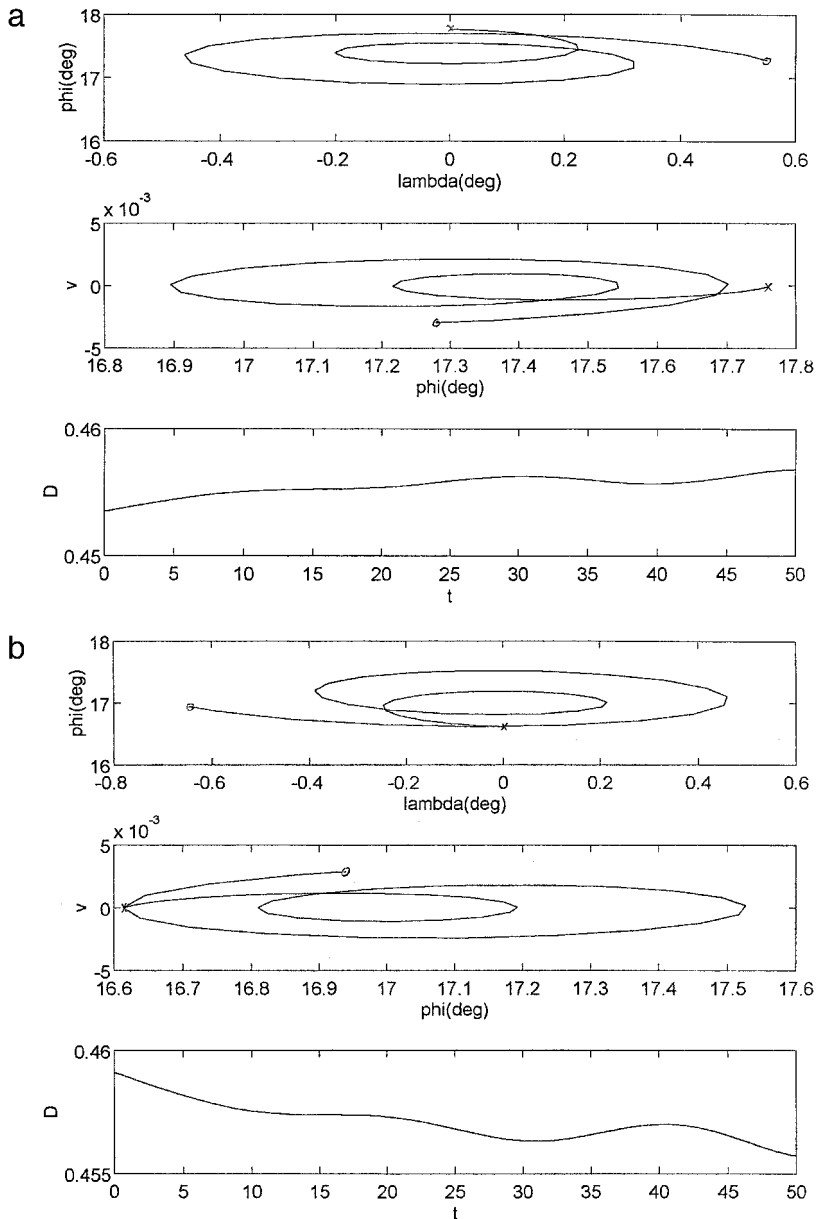 a
18
17
16
phi(deg)
-0.6 -0.4 -0.2 0 0.2 0.4 0.6
lambda(deg)
x 10^-3
5
0
-5
v
16.8 16.9 17 17.1 17.2 17.3 17.4 17.5 17.6 17.7 17.8
phi(deg)
0.46
0.45
D
0 5 10 15 20 25 30 35 40 45 50
t
b
18
17
16
phi(deg)
-0.8 -0.6 -0.4 -0.2 0 0.2 0.4 0.6
lambda(deg)
x 10^-3
5
0
-5
v
16.6 16.7 16.8 16.9 17 17.1 17.2 17.3 17.4 17.5 17.6
phi(deg)
0.46
0.455
D
0 5 10 15 20 25 30 35 40 45 50
t